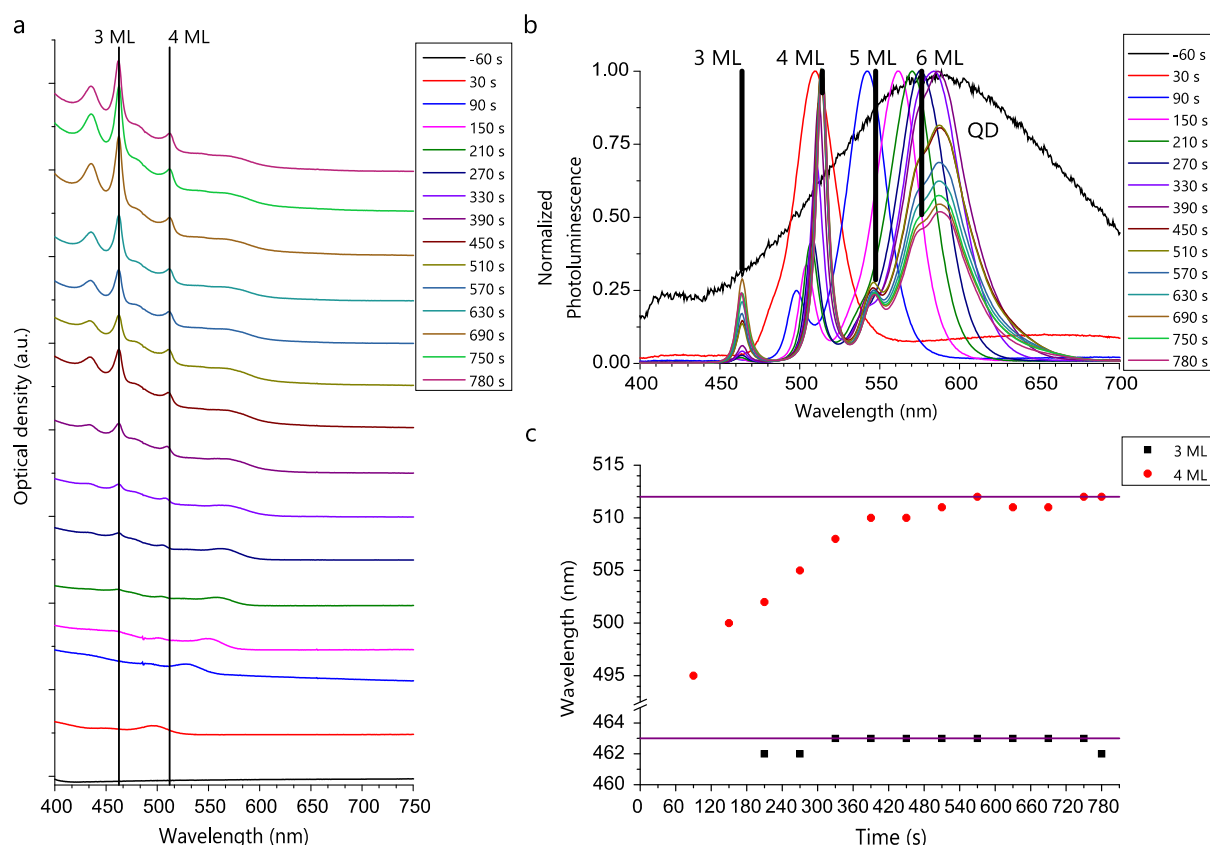 a
3 ML 4 ML
-60 s
30 s
90 s
150 s
210 s
270 s
330 s
390 s
450 s
510 s
570 s
630 s
690 s
750 s
780 s
Optical density (a.u.)
400 450 500 550 600 650 700 750
Wavelength (nm)
b
3 ML 4 ML 5 ML 6 ML
QD
-60 s
30 s
90 s
150 s
210 s
270 s
330 s
390 s
450 s
510 s
570 s
630 s
690 s
750 s
780 s
Normalized
Photoluminescence
1.00
0.75
0.50
0.25
0.00
400 450 500 550 600 650 700
Wavelength (nm)
c
3 ML
4 ML
Wavelength (nm)
515
510
505
500
495
464
462
460
0 60 120 180 240 300 360 420 480 540 600 660 720 780
Time (s)